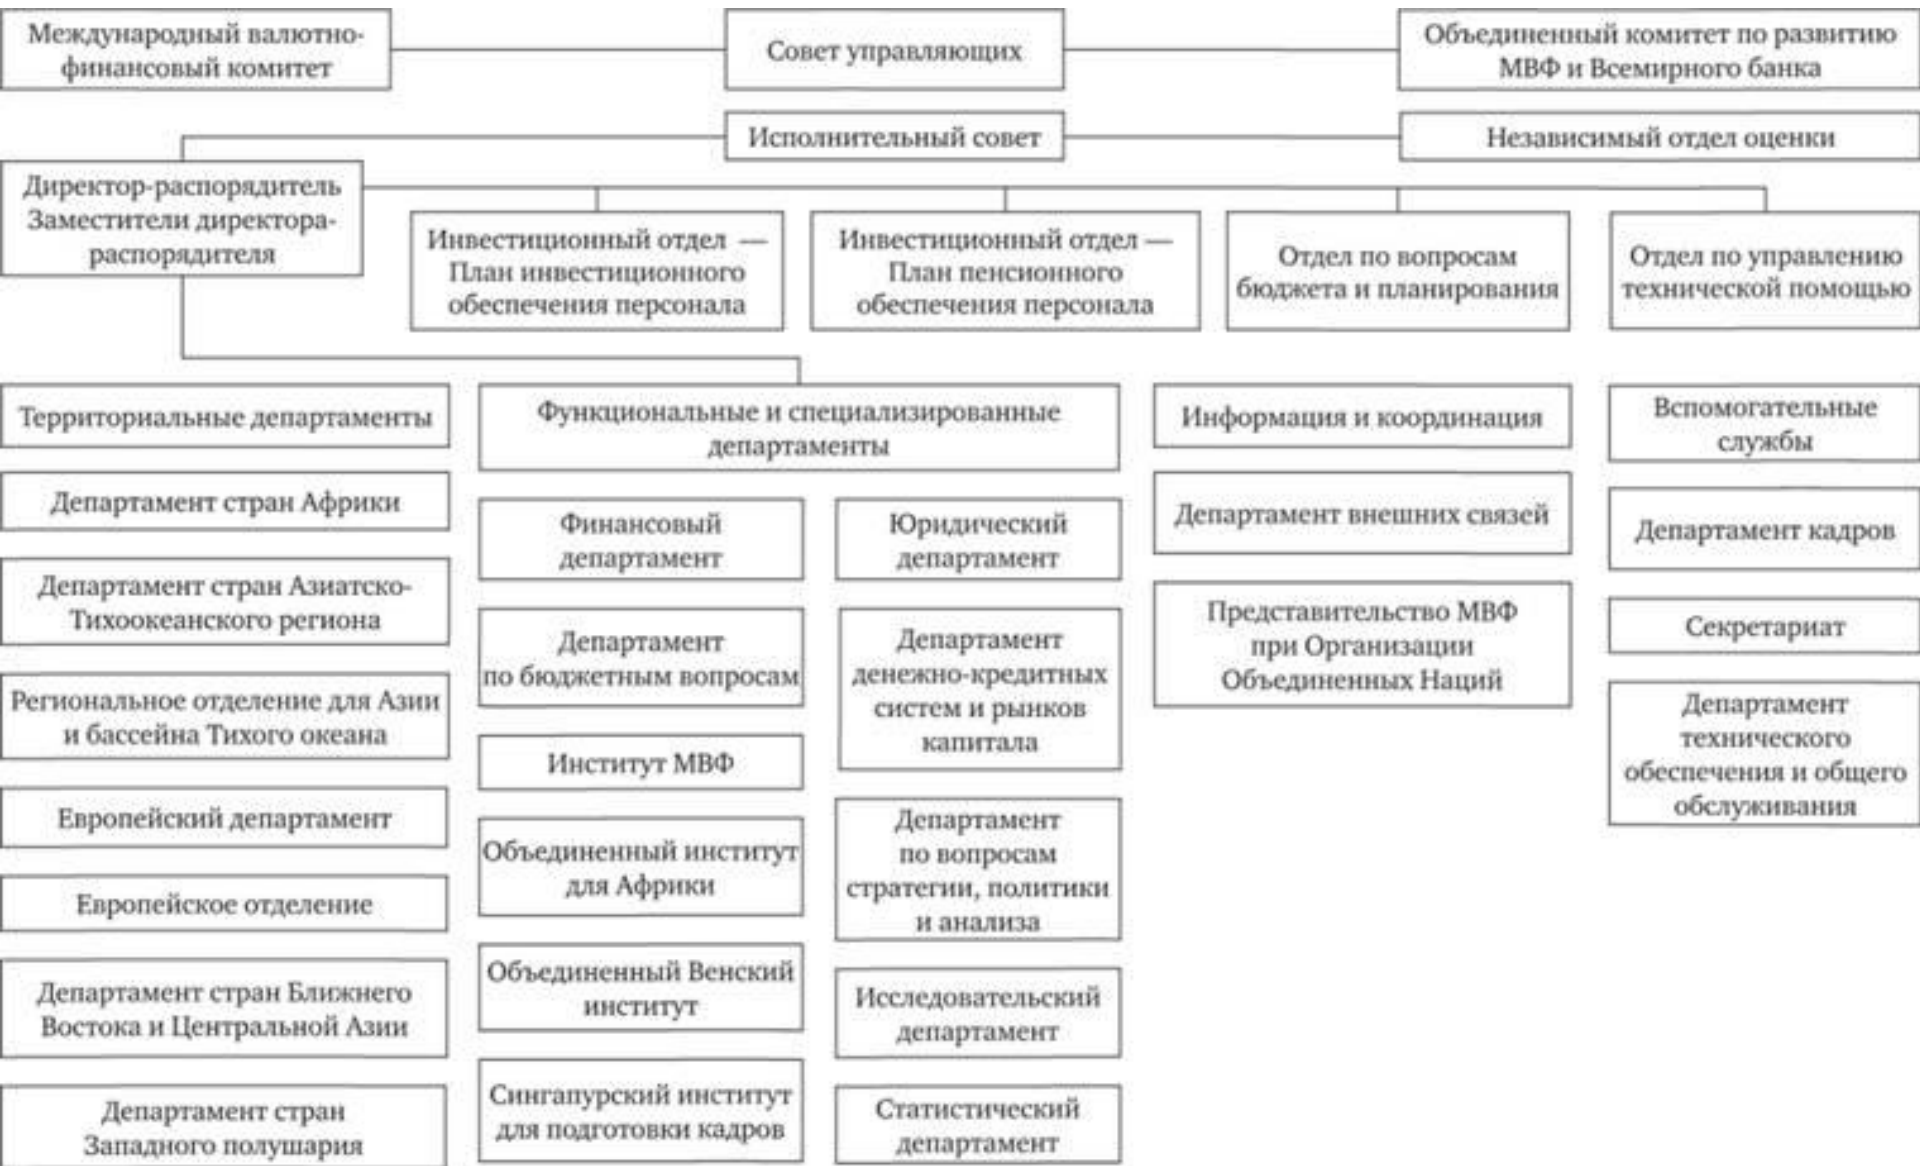 Международный валютно-
финансовый комитет
Совет управляющих
Объединенный комитет по развитию
МВФ и Всемирного банка
Исполнительный совет
Независимый отдел оценки
Директор-распорядитель
Заместители директора-
распорядителя
Инвестиционный отдел —
План инвестиционного
обеспечения персонала
Инвестиционный отдел —
План пенсионного
обеспечения персонала
Отдел по вопросам
бюджета и планирования
Отдел по управлению
технической помощью
Территориальные департаменты
Департамент стран Африки
Департамент стран Азиатско-
Тихоокеанского региона
Региональное отделение для Азии
и бассейна Тихого океана
Европейский департамент
Европейское отделение
Департамент стран Ближнего
Востока и Центральной Азии
Департамент стран
Западного полушария
Функциональные и специализированные
департаменты
Финансовый
департамент
Департамент
по бюджетным вопросам
Институт МВФ
Объединенный институт
для Африки
Объединенный Венский
институт
Сингапурский институт
для подготовки кадров
Юридический
департамент
Департамент
денежно-кредитных
систем и рынков
капитала
Департамент
по вопросам
стратегии, политики
и анализа
Исследовательский
департамент
Статистический
департамент
Информация и координация
Департамент внешних связей
Представительство МВФ
при Организации
Объединенных Наций
Вспомогательные
службы
Департамент кадров
Секретариат
Департамент
технического
обеспечения и общего
обслуживания